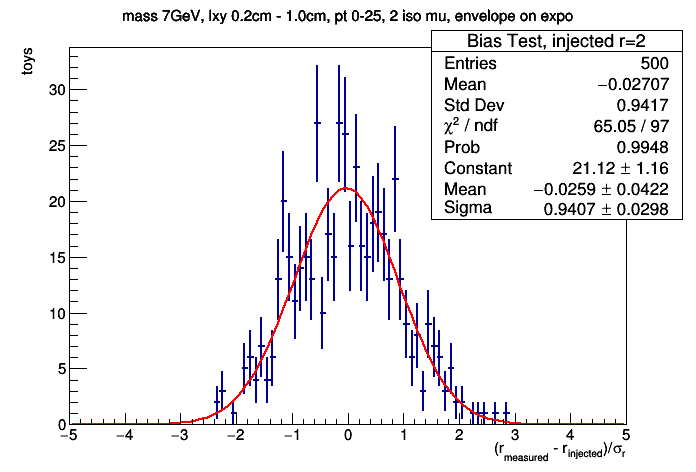 mass 7GeV, lxy 0.2cm - 1.0cm, pt 0-25, 2 iso mu, envelope on expo
toys
Bias Test, injected r=2
Entries 500
Mean −0.02707
Std Dev 0.9417
χ² / ndf 65.05 / 97
Prob 0.9948
Constant 21.12 ± 1.16
Mean −0.0259 ± 0.0422
Sigma 0.9407 ± 0.0298
30
25
20
15
10
5
0
−5 −4 −3 −2 −1 0 1 2 3 4 5
(r_measured - r_injected)/σ_r